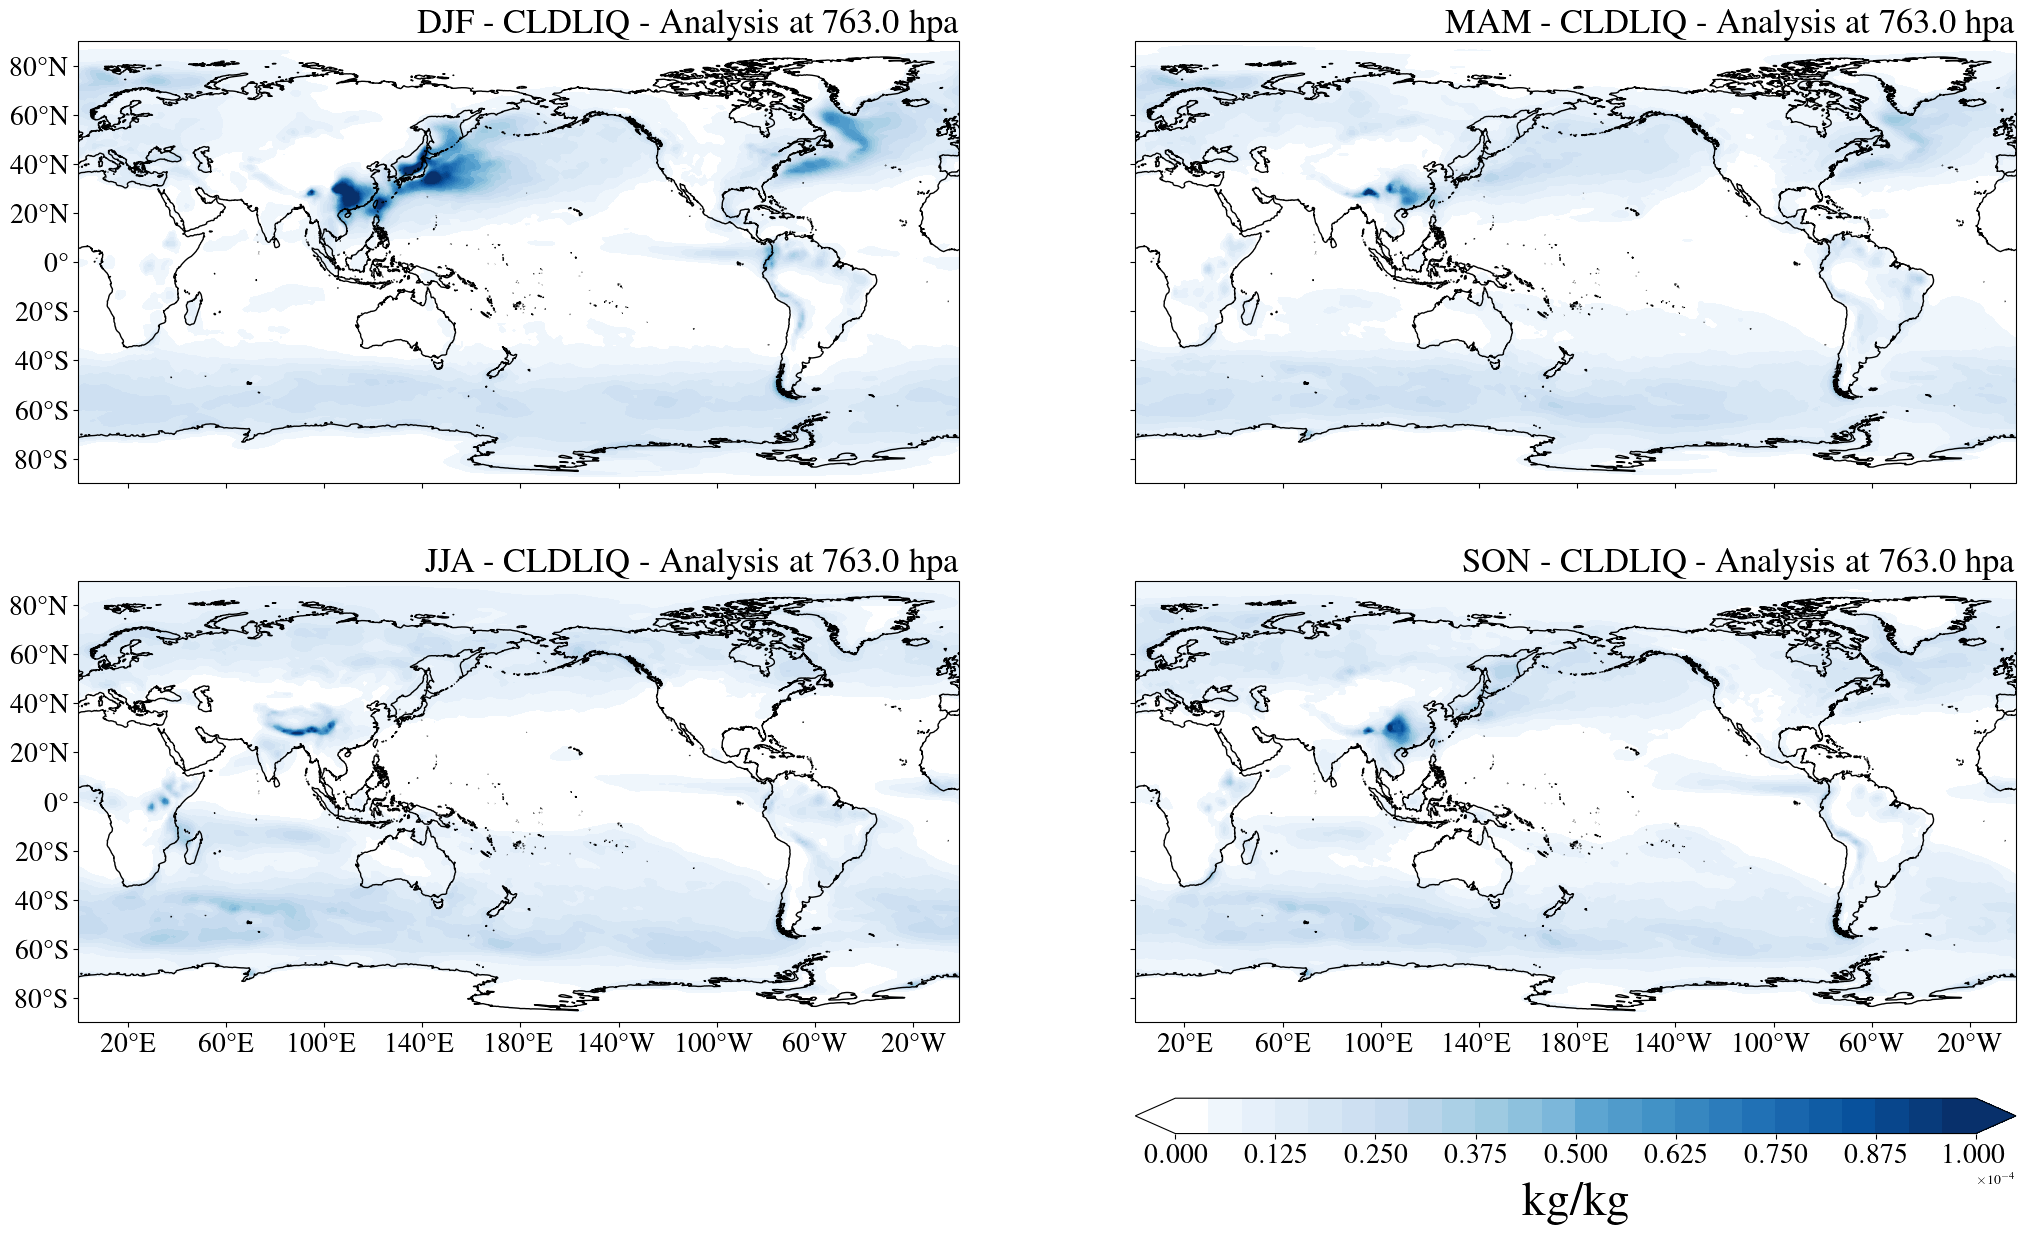 DJF - CLDLIQ - Analysis at 763.0 hpa
MAM - CLDLIQ - Analysis at 763.0 hpa
80°N
60°N
40°N
20°N
0°
20°S
40°S
60°S
80°S
JJA - CLDLIQ - Analysis at 763.0 hpa
SON - CLDLIQ - Analysis at 763.0 hpa
80°N
60°N
40°N
20°N
0°
20°S
40°S
60°S
80°S
20°E 60°E 100°E 140°E 180°E 140°W 100°W 60°W 20°W
20°E 60°E 100°E 140°E 180°E 140°W 100°W 60°W 20°W
0.000 0.125 0.250 0.375 0.500 0.625 0.750 0.875 1.000
×10⁻⁴
kg/kg